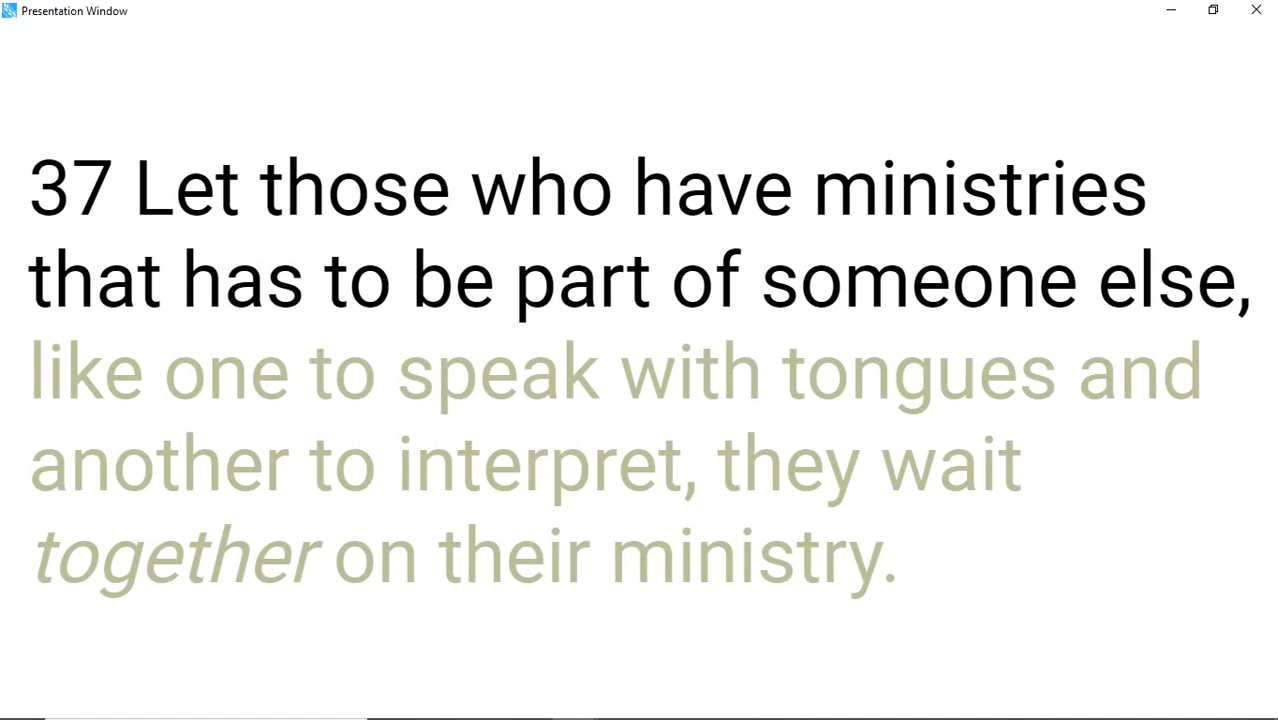 Presentation Window
37 Let those who have ministries
that has to be part of someone else,
like one to speak with tongues and
another to interpret, they wait
together on their ministry.